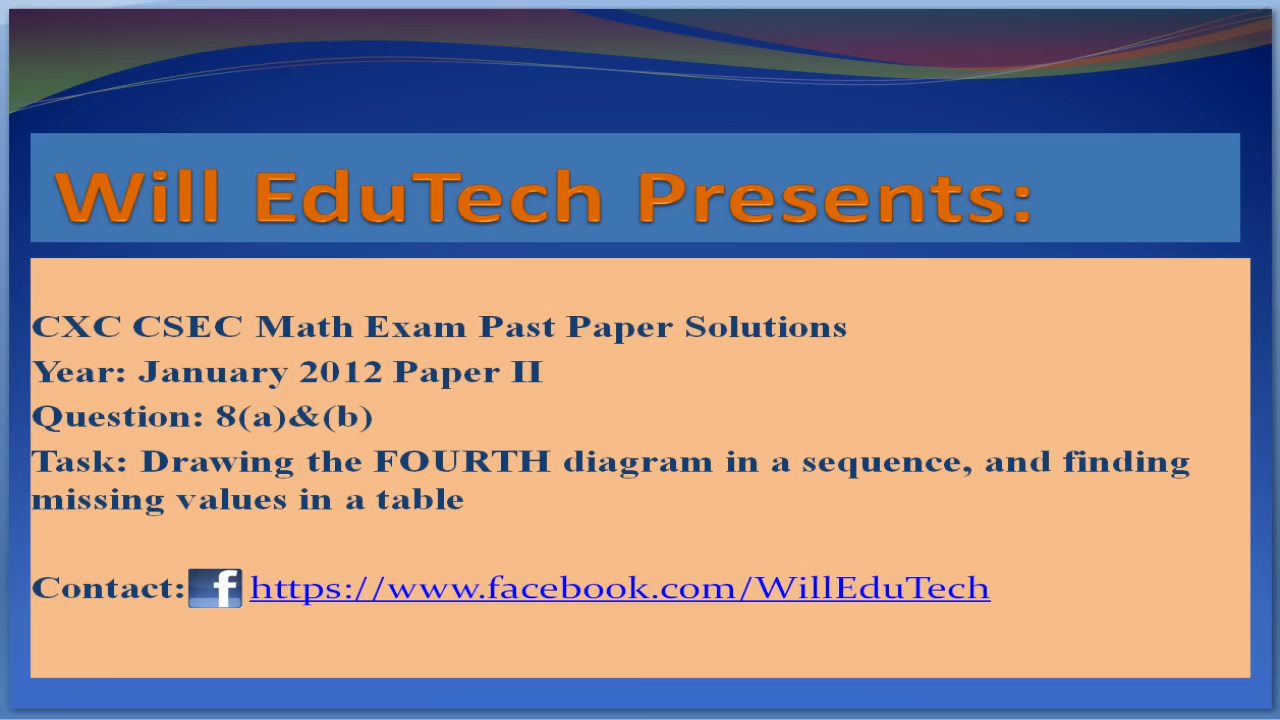 Will EduTech Presents:
CXC CSEC Math Exam Past Paper Solutions
Year: January 2012 Paper II
Question: 8(a)&(b)
Task: Drawing the FOURTH diagram in a sequence, and finding
missing values in a table
Contact: f https://www.facebook.com/WillEduTech